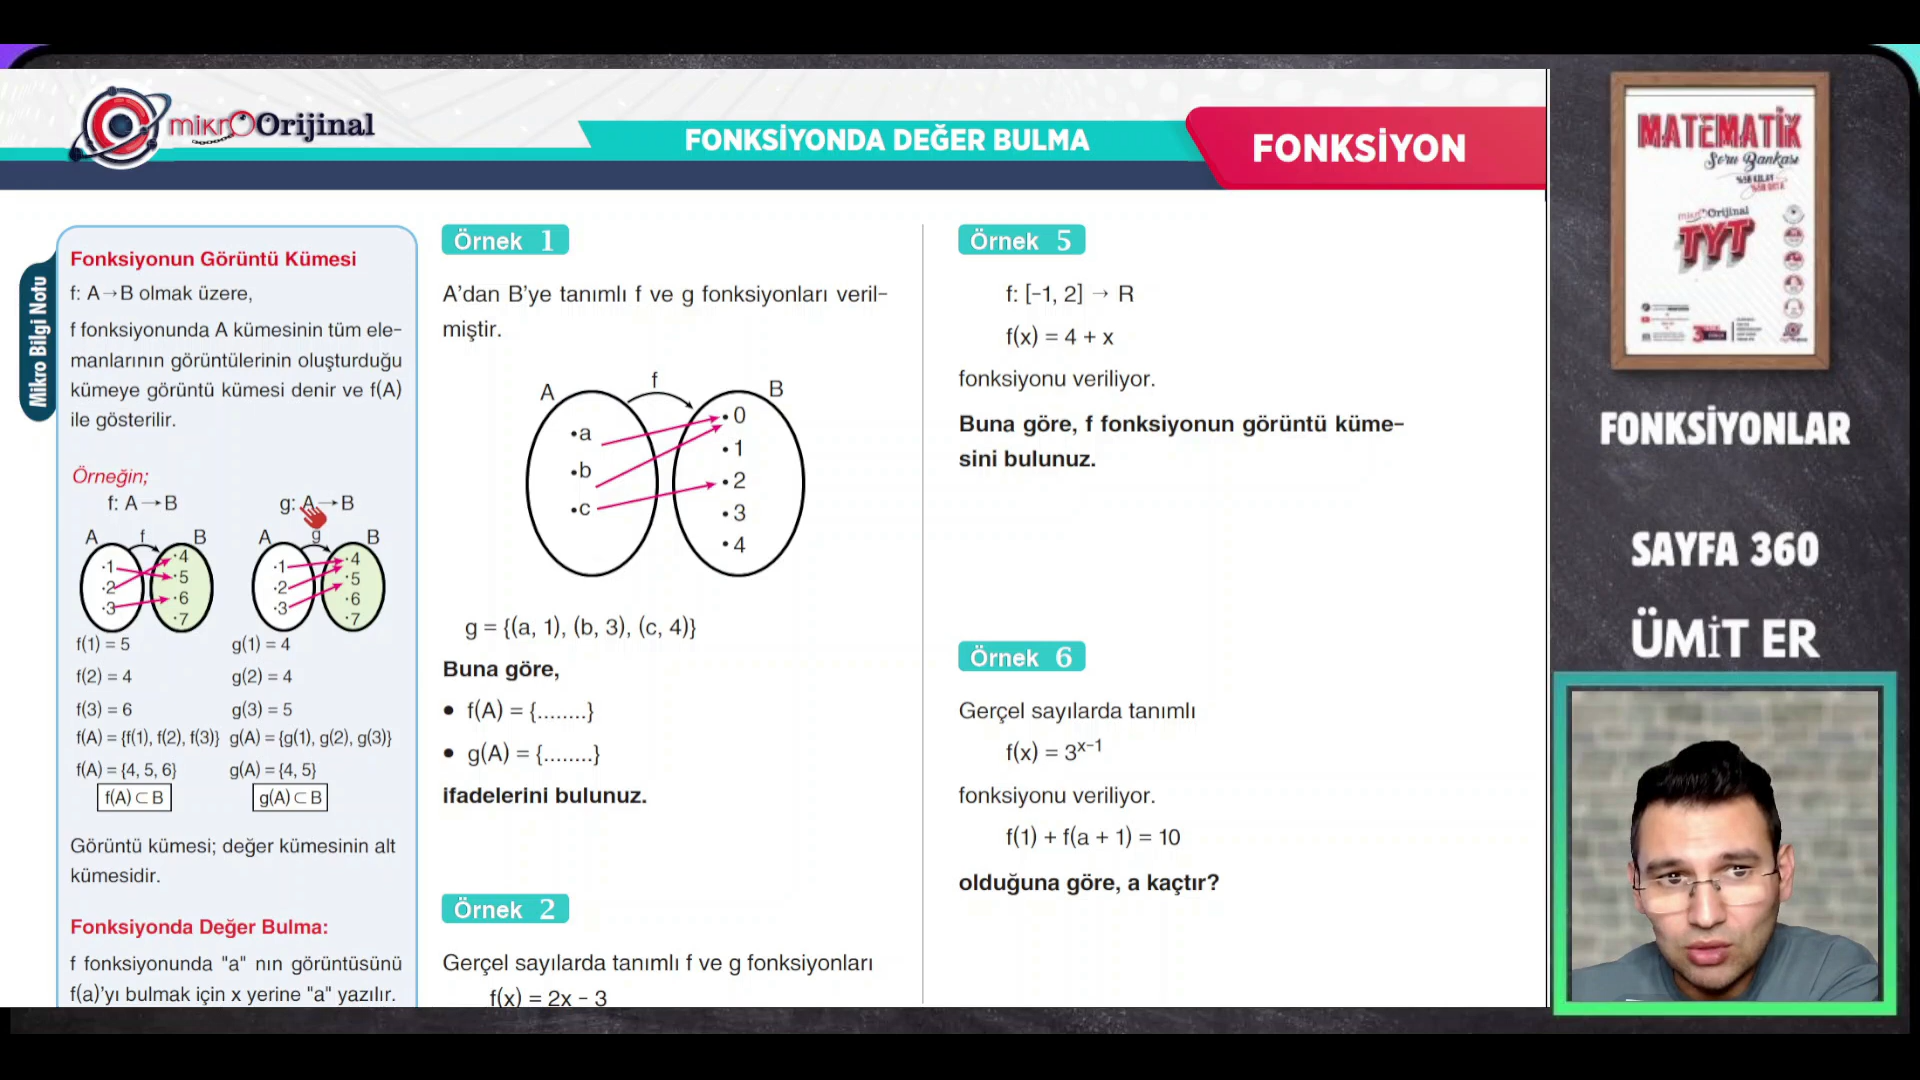 mikrOOrijinal
FONKSİYONDA DEĞER BULMA
FONKSİYON
Mikro Bilgi Notu
Fonksiyonun Görüntü Kümesi
f: A→B olmak üzere,
f fonksiyonunda A kümesinin tüm ele-
manlarının görüntülerinin oluşturduğu
kümeye görüntü kümesi denir ve f(A)
ile gösterilir.
Örneğin;
f: A→B g: A→B
A f B A g B
·1 ·2 ·3 ·4 ·5 ·6 ·7 ·1 ·2 ·3 ·4 ·5 ·6 ·7
f(1) = 5 g(1) = 4
f(2) = 4 g(2) = 4
f(3) = 6 g(3) = 5
f(A) = {f(1), f(2), f(3)} g(A) = {g(1), g(2), g(3)}
f(A) = {4, 5, 6} g(A) = {4, 5}
f(A) ⊂ B g(A) ⊂ B
Görüntü kümesi; değer kümesinin alt
kümesidir.
Fonksiyonda Değer Bulma:
f fonksiyonunda "a" nın görüntüsünü
f(a)'yı bulmak için x yerine "a" yazılır.
Örnek 1
A'dan B'ye tanımlı f ve g fonksiyonları veril-
miştir.
A f B
•a
•b
•c
•0
•1
•2
•3
•4
g = {(a, 1), (b, 3), (c, 4)}
Buna göre,
• f(A) = {........}
• g(A) = {........}
ifadelerini bulunuz.
Örnek 2
Gerçel sayılarda tanımlı f ve g fonksiyonları
f(x) = 2x - 3
Örnek 5
f: [-1, 2] → R
f(x) = 4 + x
fonksiyonu veriliyor.
Buna göre, f fonksiyonun görüntü küme-
sini bulunuz.
Örnek 6
Gerçel sayılarda tanımlı
f(x) = 3^(x-1)
fonksiyonu veriliyor.
f(1) + f(a + 1) = 10
olduğuna göre, a kaçtır?
MATEMATİK
Soru Bankası
mikrOOrijinal
TYT
FONKSİYONLAR
SAYFA 360
ÜMİT ER